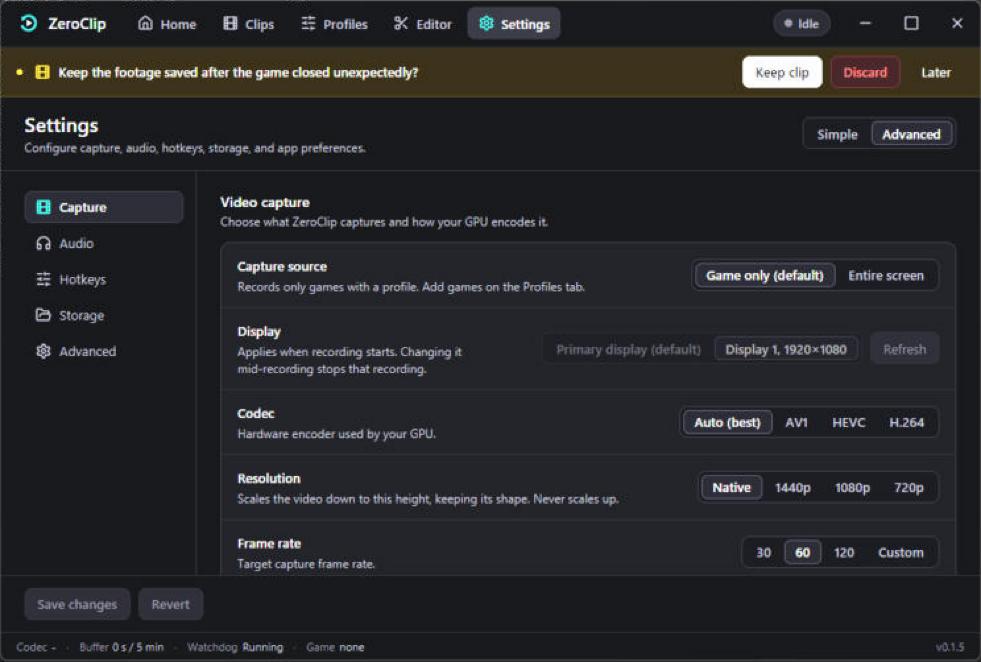 ZeroClip Home Clips Profiles Editor Settings Idle
Keep the footage saved after the game closed unexpectedly? Keep clip Discard Later
Settings
Configure capture, audio, hotkeys, storage, and app preferences.
Simple Advanced
Capture
Audio
Hotkeys
Storage
Advanced
Video capture
Choose what ZeroClip captures and how your GPU encodes it.
Capture source
Records only games with a profile. Add games on the Profiles tab.
Game only (default) Entire screen
Display
Applies when recording starts. Changing it
mid-recording stops that recording.
Primary display (default) Display 1, 1920×1080 Refresh
Codec
Hardware encoder used by your GPU.
Auto (best) AV1 HEVC H.264
Resolution
Scales the video down to this height, keeping its shape. Never scales up.
Native 1440p 1080p 720p
Frame rate
Target capture frame rate.
30 60 120 Custom
Save changes Revert
Codec - · Buffer 0 s / 5 min · Watchdog Running · Game none v0.1.5